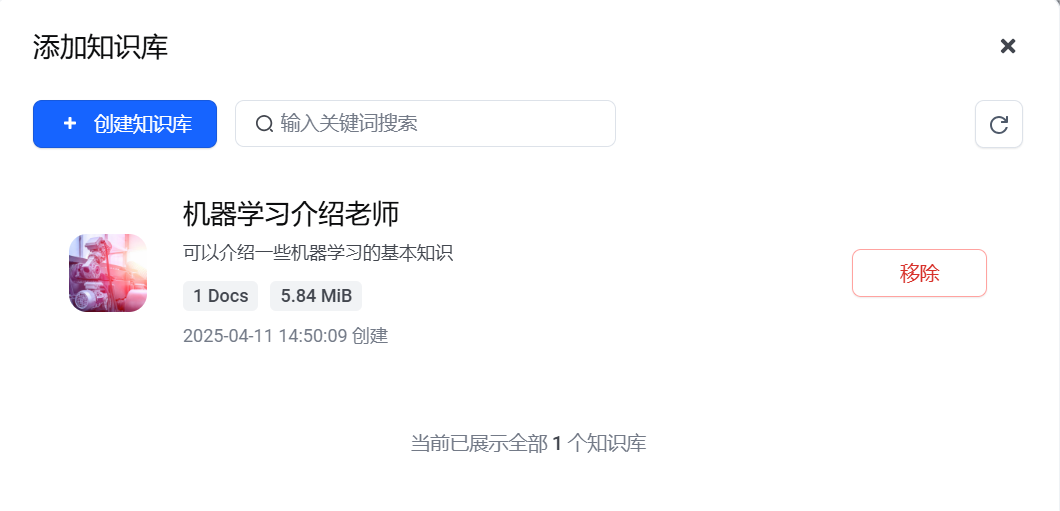 添加知识库
创建知识库
输入关键词搜索
机器学习介绍老师
可以介绍一些机器学习的基本知识
1 Docs 5.84 MiB
移除
2025-04-11 14:50:09 创建
当前已展示全部 1 个知识库